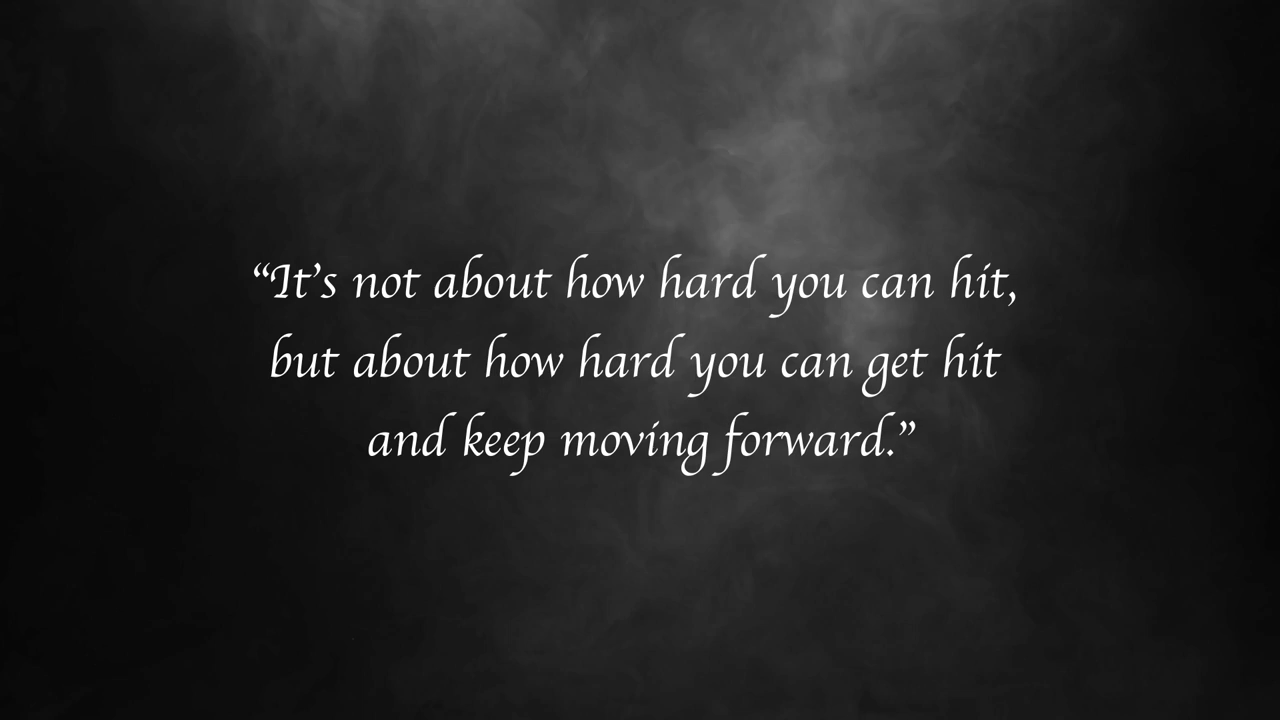 “It’s not about how hard you can hit,
but about how hard you can get hit
and keep moving forward.”